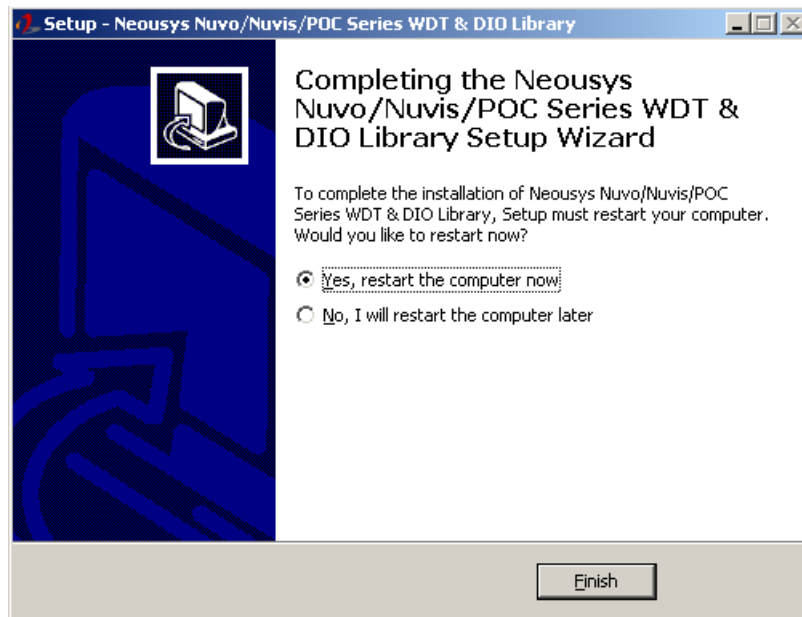 Setup - Neousys Nuvo/Nuvis/POC Series WDT & DIO Library
Completing the Neousys
Nuvo/Nuvis/POC Series WDT &
DIO Library Setup Wizard
To complete the installation of Neousys Nuvo/Nuvis/POC
Series WDT & DIO Library, Setup must restart your computer.
Would you like to restart now?
Yes, restart the computer now
No, I will restart the computer later
Finish